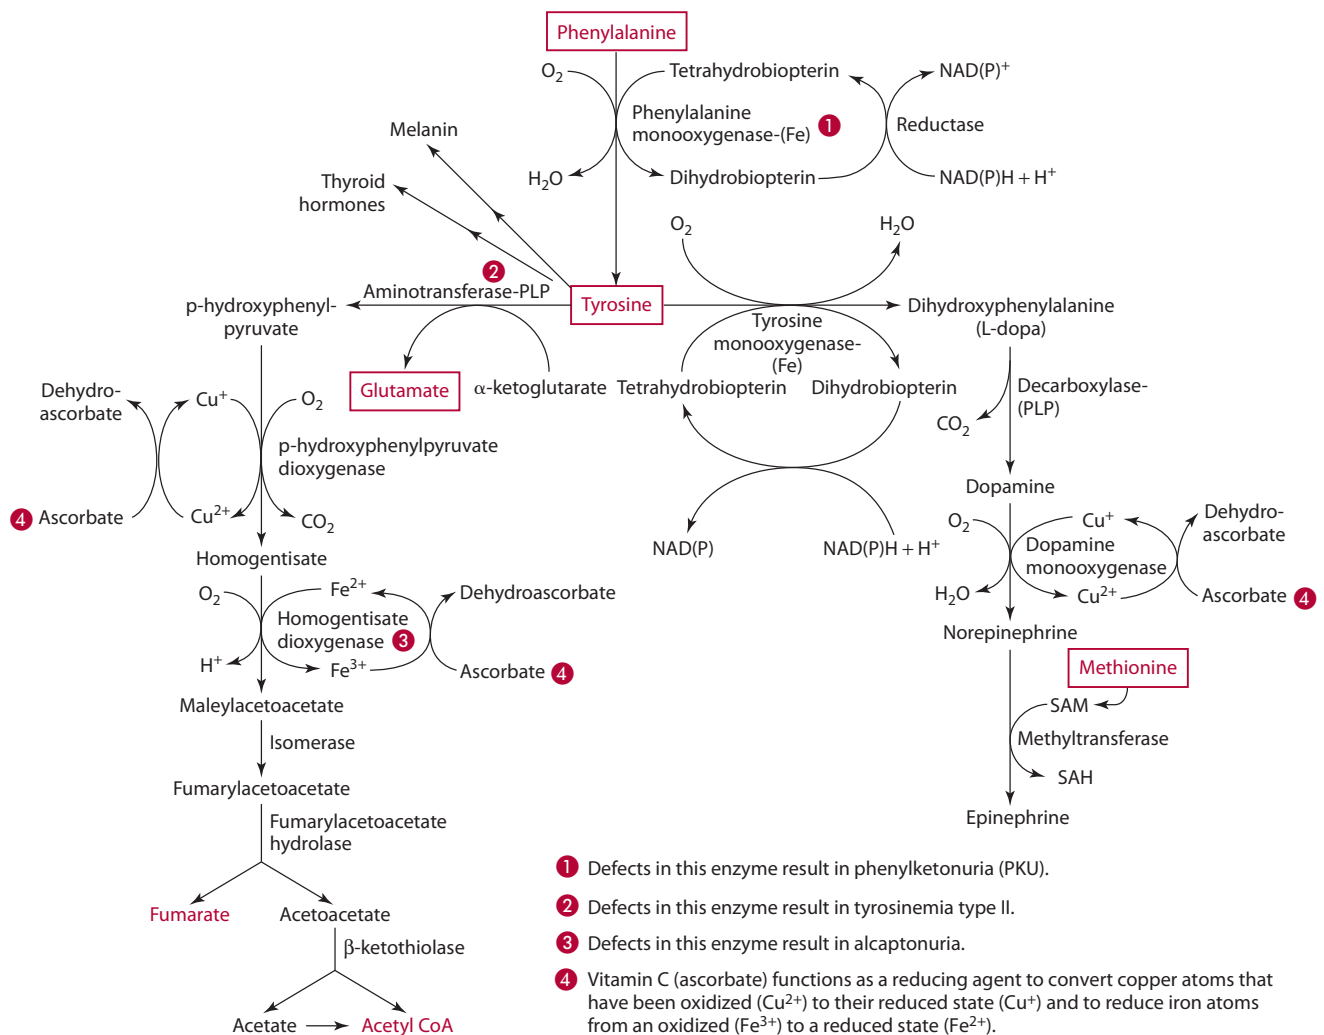 Phenylalanine
O₂
Tetrahydrobiopterin
NAD(P)⁺
Phenylalanine
monooxygenase-(Fe) 1
Reductase
Melanin
H₂O
Dihydrobiopterin
NAD(P)H + H⁺
Thyroid
hormones
O₂
H₂O
2
Aminotransferase-PLP
p-hydroxyphenyl-
pyruvate
Tyrosine
Dihydroxyphenylalanine
(L-dopa)
Tyrosine
monooxygenase-
(Fe)
Glutamate
α-ketoglutarate
Tetrahydrobiopterin
Dihydrobiopterin
Decarboxylase-
(PLP)
CO₂
Dehydro-
ascorbate
Cu⁺
O₂
p-hydroxyphenylpyruvate
dioxygenase
4 Ascorbate
Cu²⁺
CO₂
Dopamine
NAD(P)
NAD(P)H + H⁺
O₂
Cu⁺
Dehydro-
ascorbate
Dopamine
monooxygenase
H₂O
Cu²⁺
Ascorbate 4
Homogentisate
O₂
Fe²⁺
Dehydroascorbate
Homogentisate
dioxygenase 3
H⁺
Fe³⁺
Ascorbate 4
Norepinephrine
Methionine
Maleylacetoacetate
SAM
Isomerase
Methyltransferase
SAH
Fumarylacetoacetate
Epinephrine
Fumarylacetoacetate
hydrolase
Fumarate
Acetoacetate
β-ketothiolase
Acetate
Acetyl CoA
1 Defects in this enzyme result in phenylketonuria (PKU).
2 Defects in this enzyme result in tyrosinemia type II.
3 Defects in this enzyme result in alcaptonuria.
4 Vitamin C (ascorbate) functions as a reducing agent to convert copper atoms that
have been oxidized (Cu²⁺) to their reduced state (Cu⁺) and to reduce iron atoms
from an oxidized (Fe³⁺) to a reduced state (Fe²⁺).